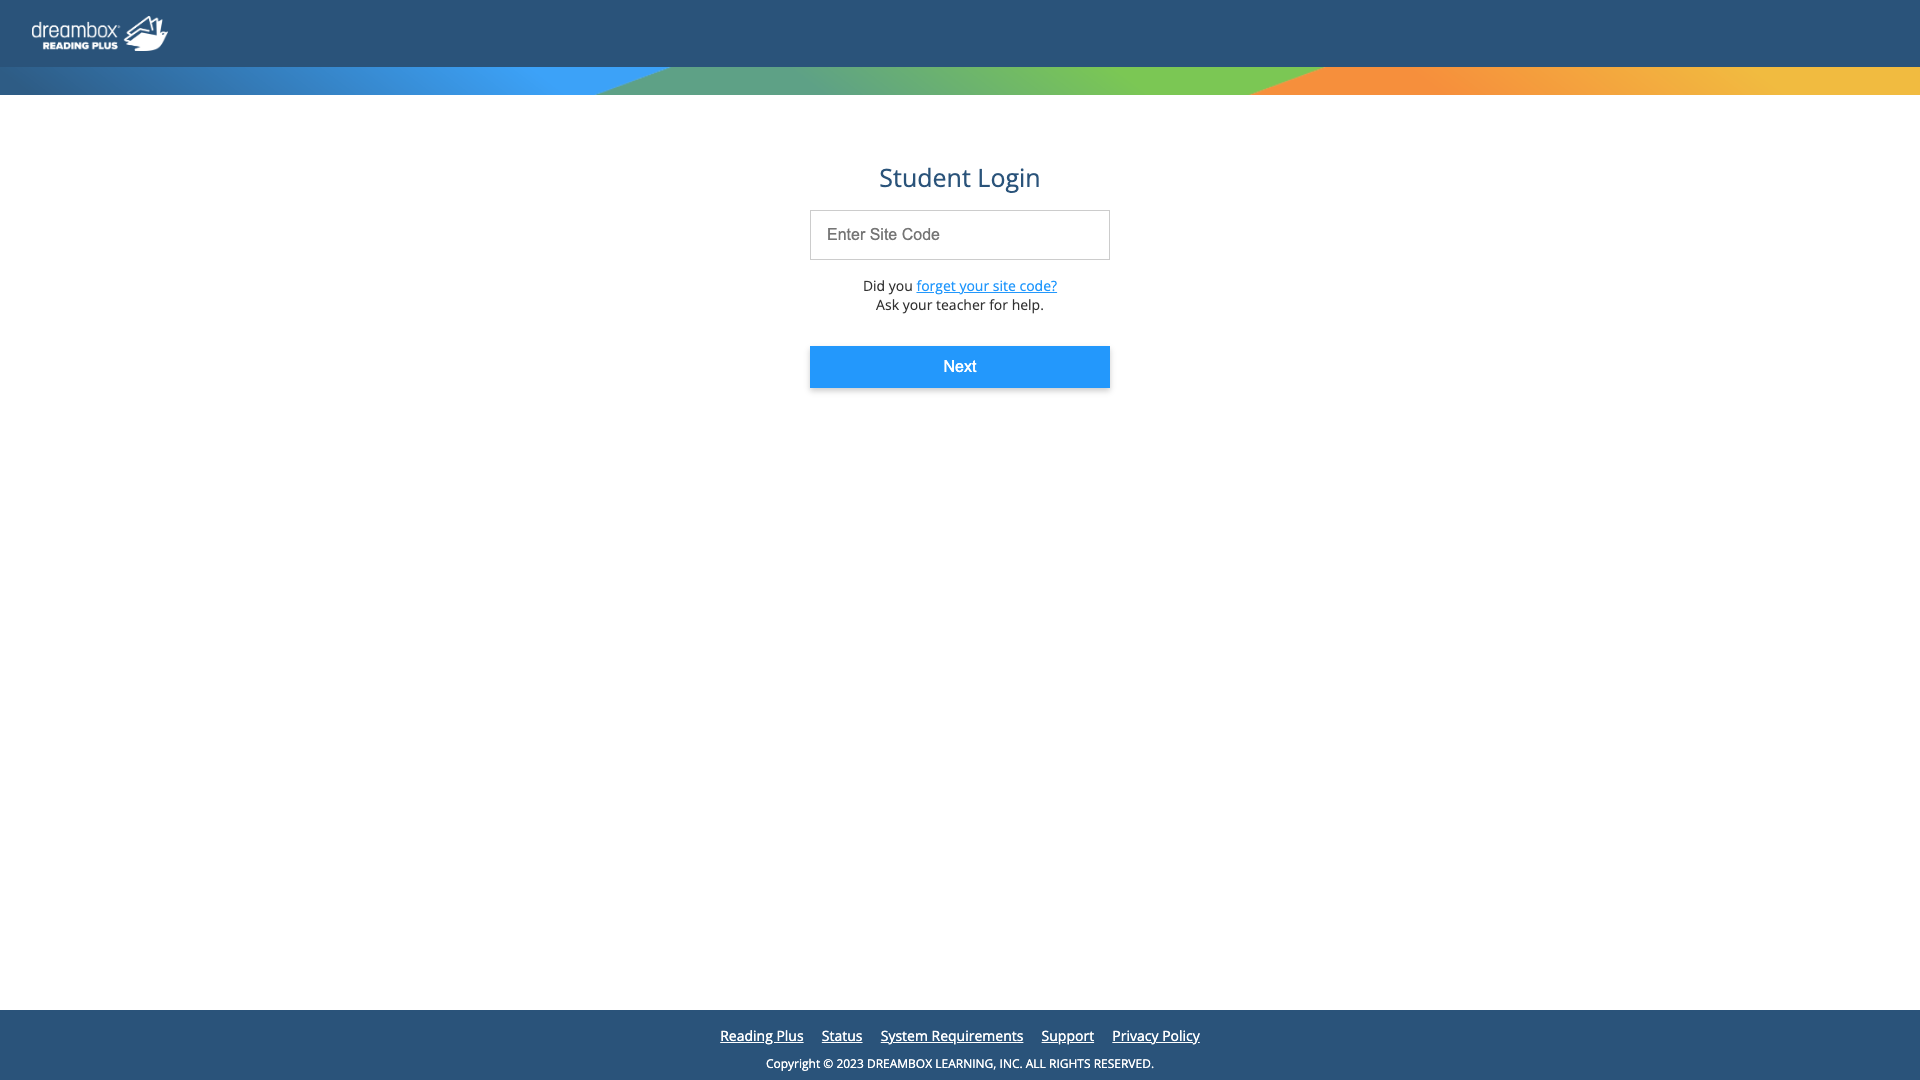 dreambox
READING PLUS
Student Login
Enter Site Code
Did you forget your site code?
Ask your teacher for help.
Next
Reading Plus Status System Requirements Support Privacy Policy
Copyright © 2023 DREAMBOX LEARNING, INC. ALL RIGHTS RESERVED.